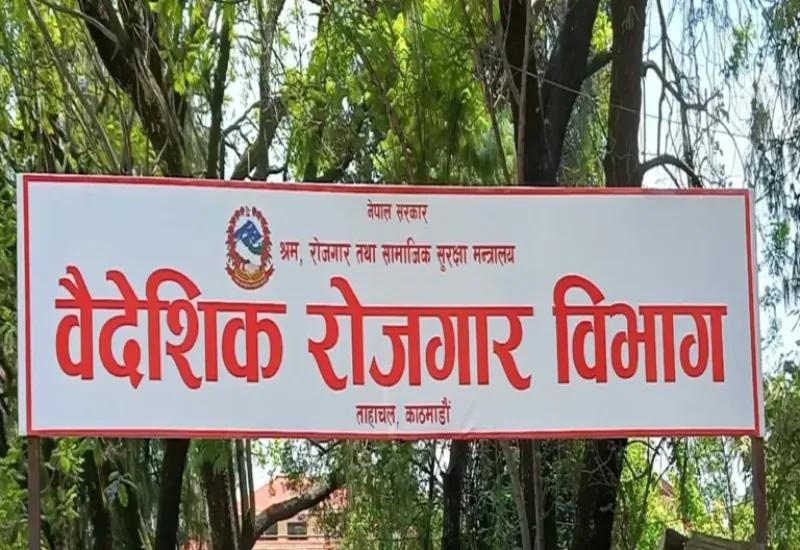 नेपाल सरकार
श्रम, रोजगार तथा सामाजिक सुरक्षा मन्त्रालय
वैदेशिक रोजगार विभाग
ताहाचल, काठमाडौं